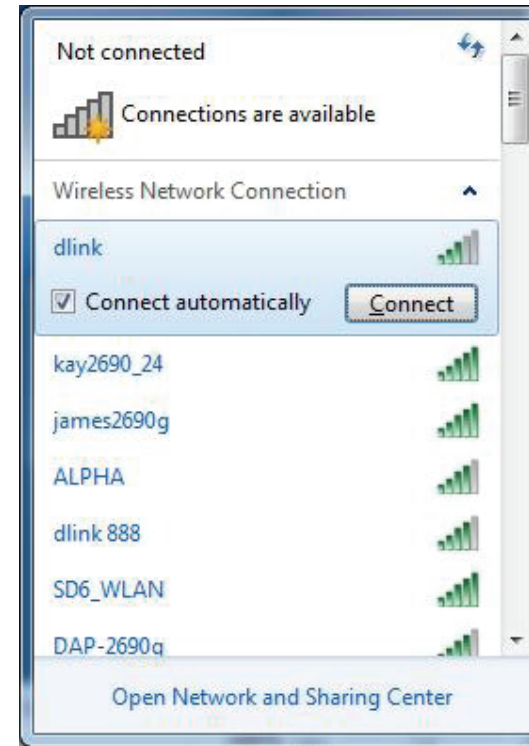 Not connected
Connections are available
Wireless Network Connection
dlink
Connect automatically
Connect
kay2690_24
james2690g
ALPHA
dlink 888
SD6_WLAN
DAP-2690g
Open Network and Sharing Center